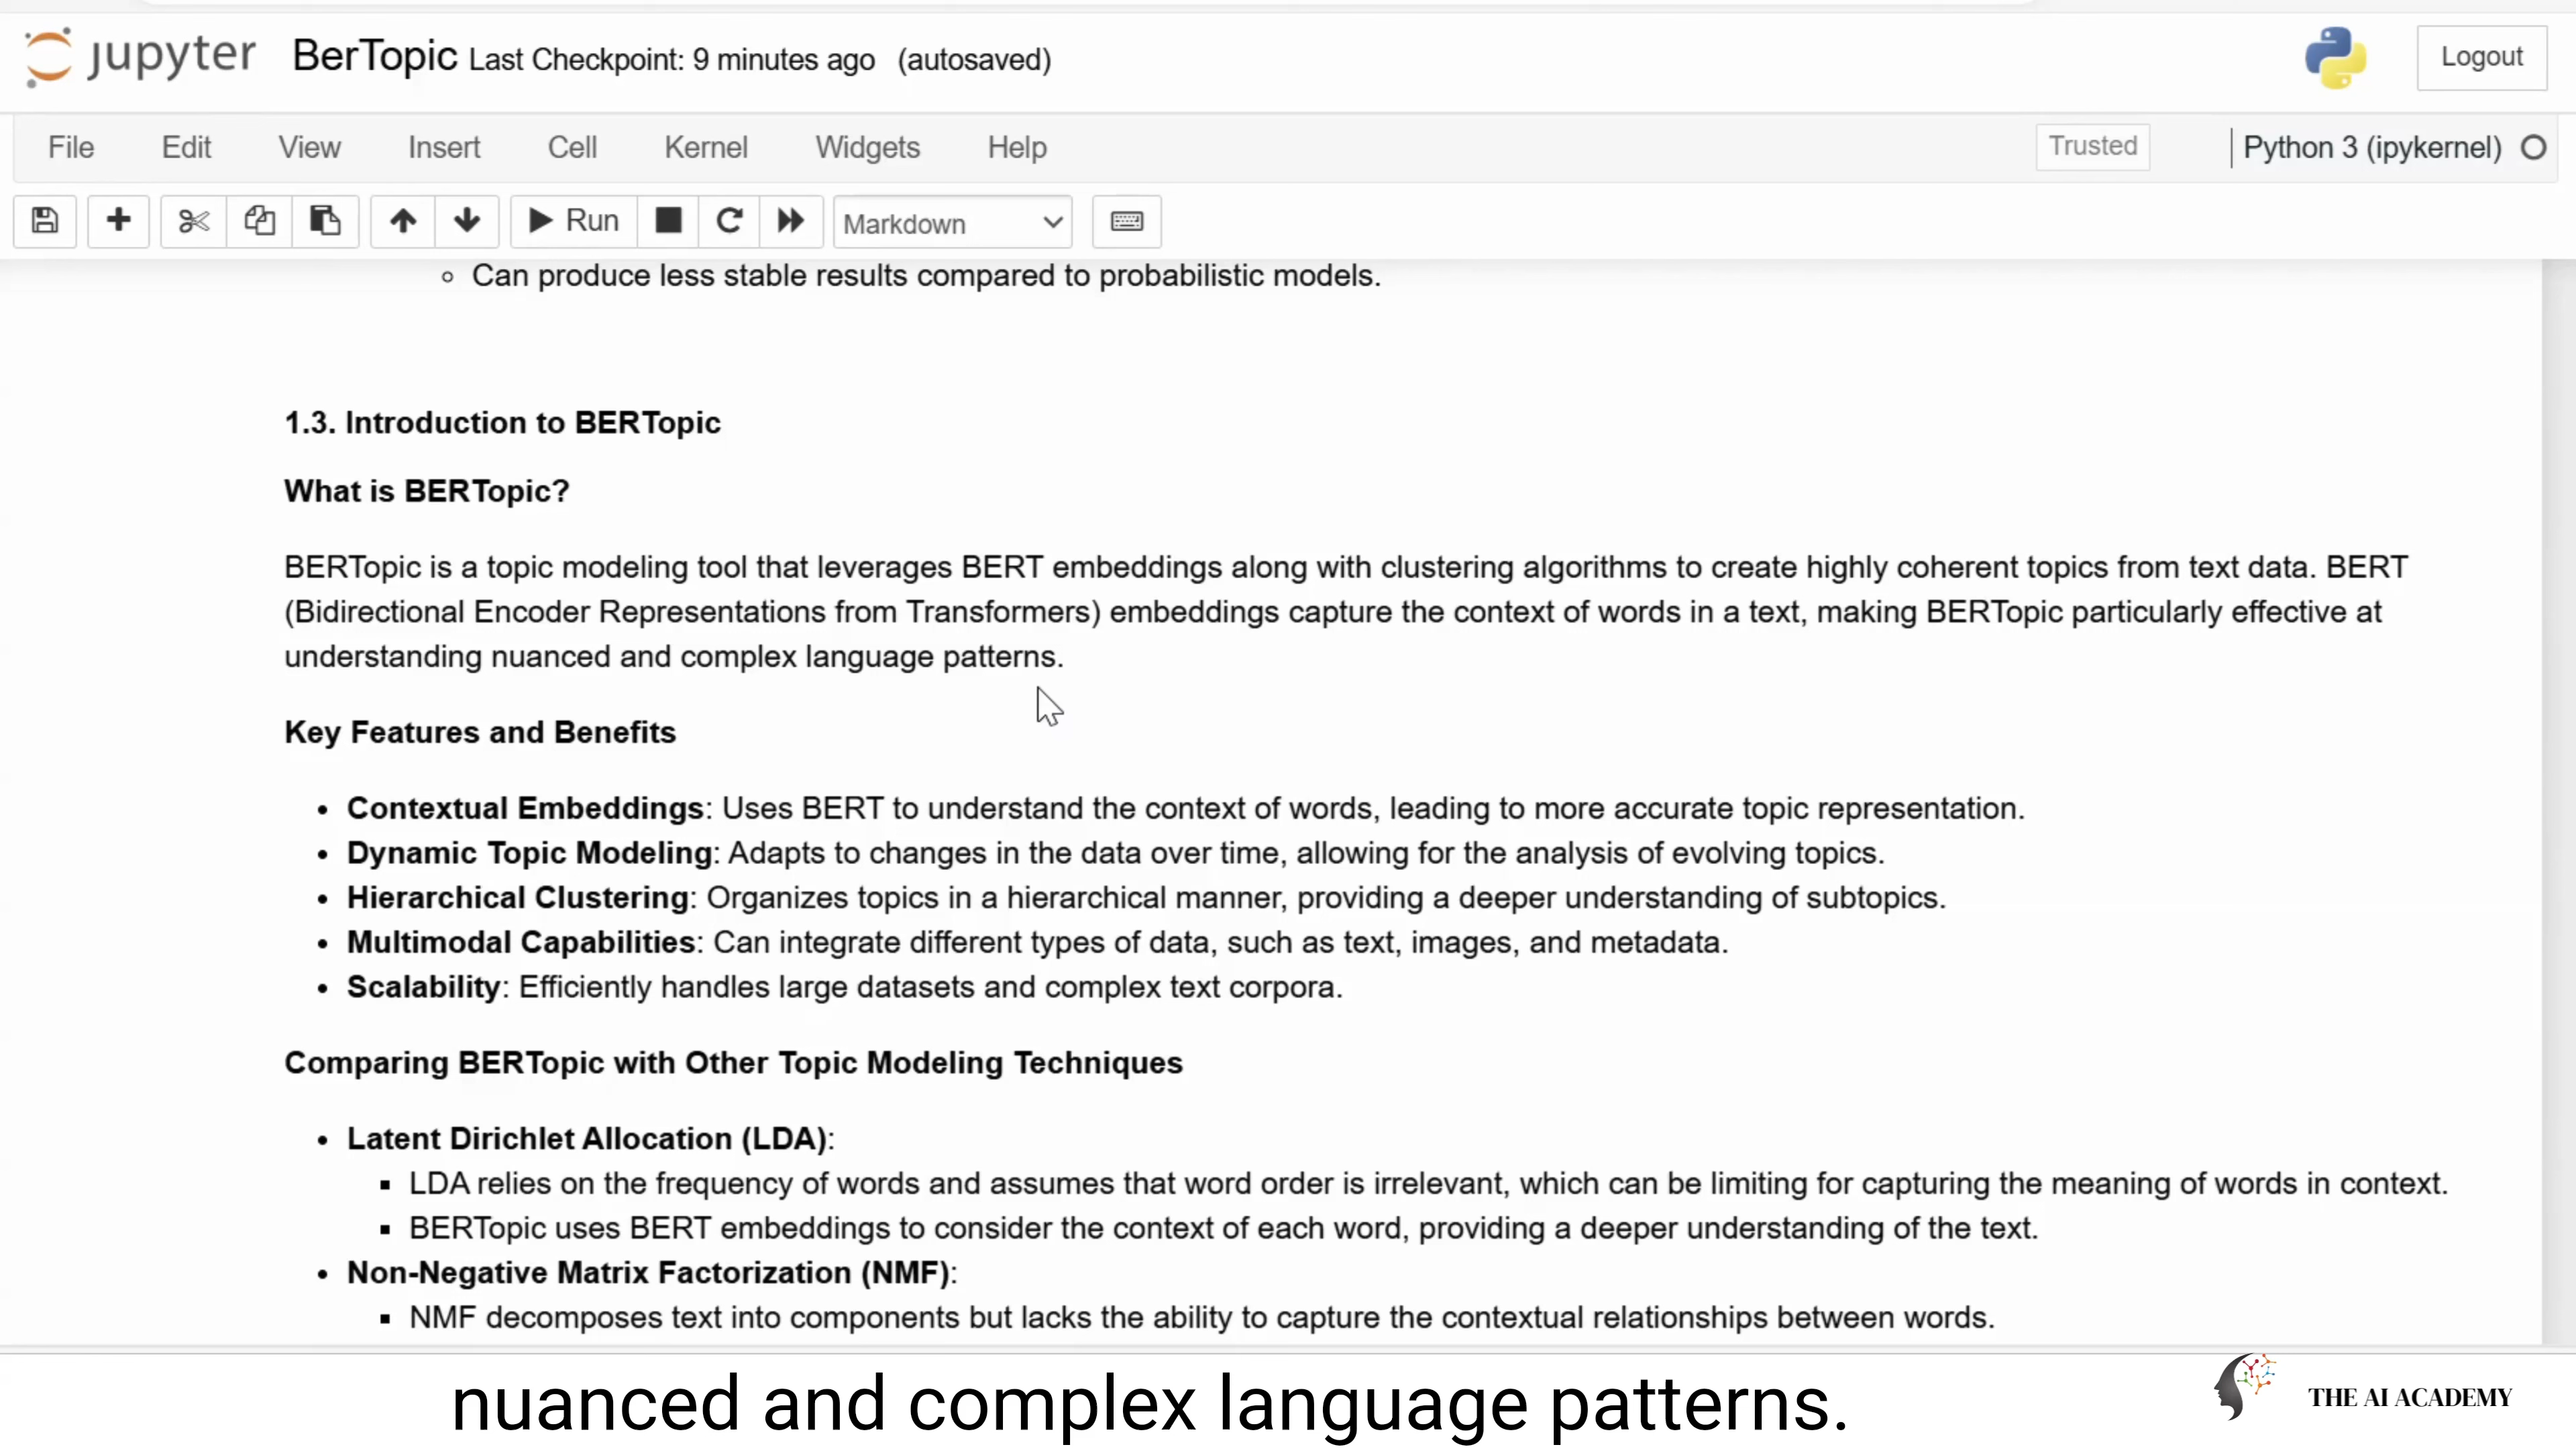 jupyter BerTopic Last Checkpoint: 9 minutes ago (autosaved) Logout
File Edit View Insert Cell Kernel Widgets Help Trusted Python 3 (ipykernel)
Run Markdown
Can produce less stable results compared to probabilistic models.
1.3. Introduction to BERTopic
What is BERTopic?
BERTopic is a topic modeling tool that leverages BERT embeddings along with clustering algorithms to create highly coherent topics from text data. BERT
(Bidirectional Encoder Representations from Transformers) embeddings capture the context of words in a text, making BERTopic particularly effective at
understanding nuanced and complex language patterns.
Key Features and Benefits
Contextual Embeddings: Uses BERT to understand the context of words, leading to more accurate topic representation.
Dynamic Topic Modeling: Adapts to changes in the data over time, allowing for the analysis of evolving topics.
Hierarchical Clustering: Organizes topics in a hierarchical manner, providing a deeper understanding of subtopics.
Multimodal Capabilities: Can integrate different types of data, such as text, images, and metadata.
Scalability: Efficiently handles large datasets and complex text corpora.
Comparing BERTopic with Other Topic Modeling Techniques
Latent Dirichlet Allocation (LDA):
LDA relies on the frequency of words and assumes that word order is irrelevant, which can be limiting for capturing the meaning of words in context.
BERTopic uses BERT embeddings to consider the context of each word, providing a deeper understanding of the text.
Non-Negative Matrix Factorization (NMF):
NMF decomposes text into components but lacks the ability to capture the contextual relationships between words.
nuanced and complex language patterns.
THE AI ACADEMY